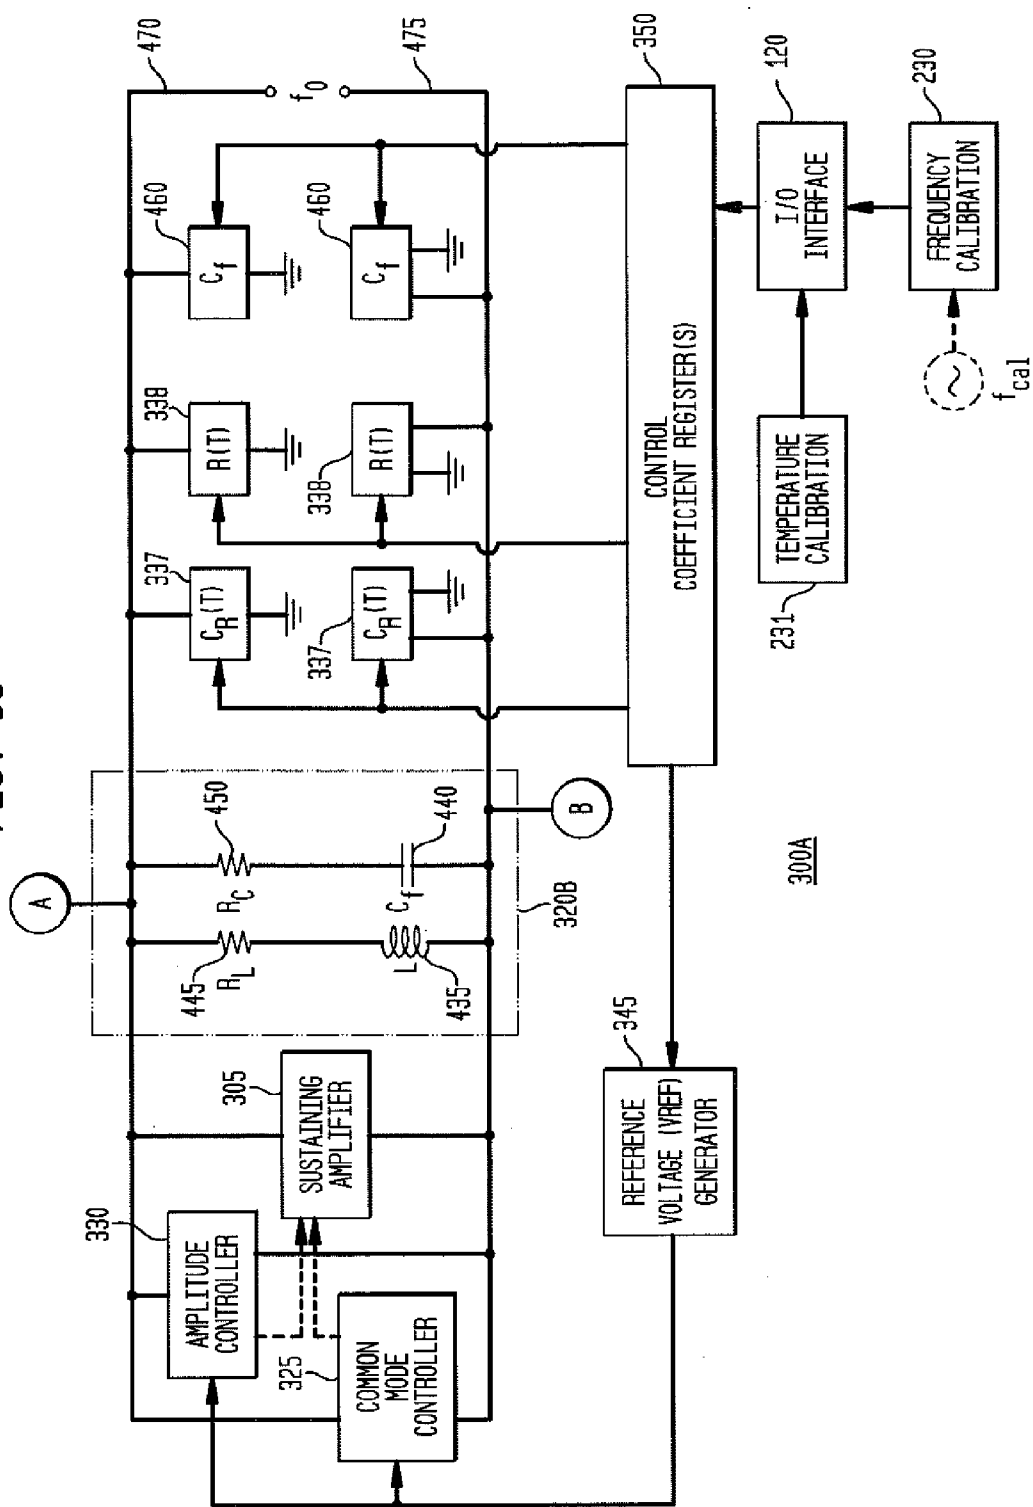 470
475
f0
460
Cf
460
Cf
338
R(T)
338
R(T)
337
CR(T)
337
CR(T)
A
450
RC
440
Cf
445
RL
L
435
320B
B
305
SUSTAINING
AMPLIFIER
330
AMPLITUDE
CONTROLLER
325
COMMON
MODE
CONTROLLER
350
CONTROL
COEFFICIENT REGISTER(S)
120
I/O
INTERFACE
230
FREQUENCY
CALIBRATION
fcal
TEMPERATURE
CALIBRATION
231
345
REFERENCE
VOLTAGE (VREF)
GENERATOR
300A